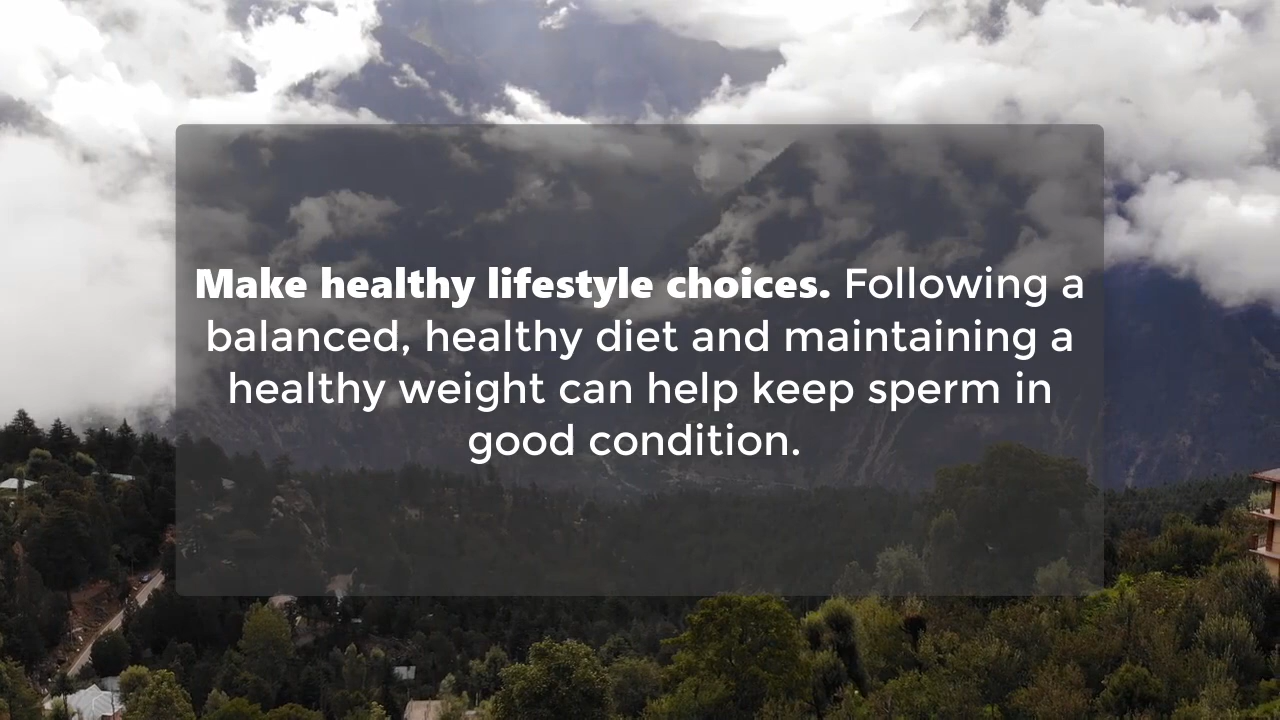 Make healthy lifestyle choices. Following a
balanced, healthy diet and maintaining a
healthy weight can help keep sperm in
good condition.